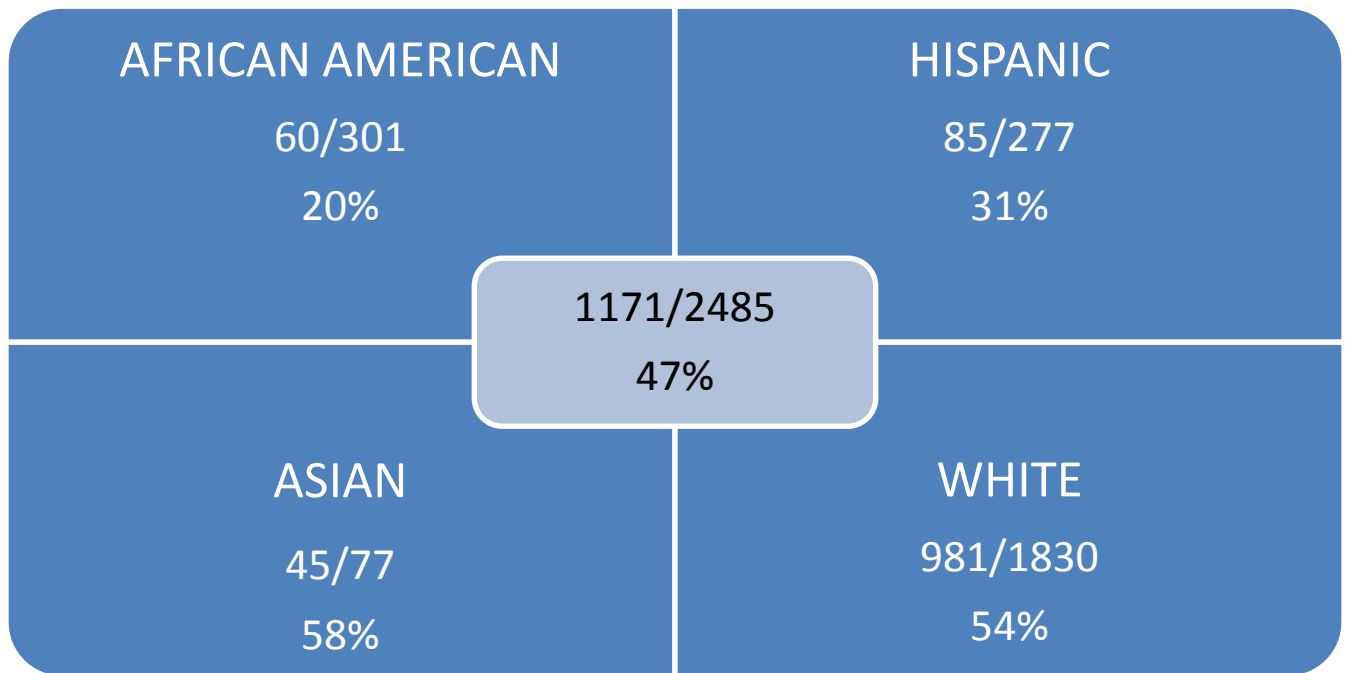 AFRICAN AMERICAN
60/301
20%
HISPANIC
85/277
31%
1171/2485
47%
ASIAN
45/77
58%
WHITE
981/1830
54%